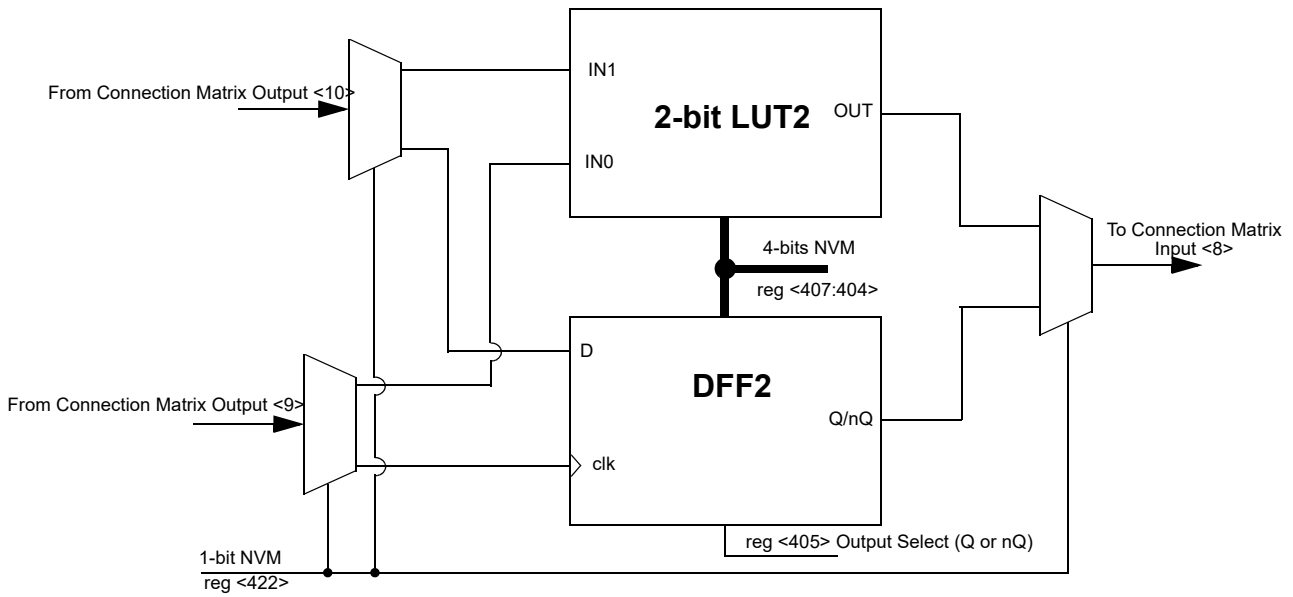 From Connection Matrix Output <10>
IN1
2-bit LUT2
OUT
IN0
To Connection Matrix
Input <8>
4-bits NVM
reg <407:404>
D
DFF2
From Connection Matrix Output <9>
Q/nQ
clk
reg <405> Output Select (Q or nQ)
1-bit NVM
reg <422>